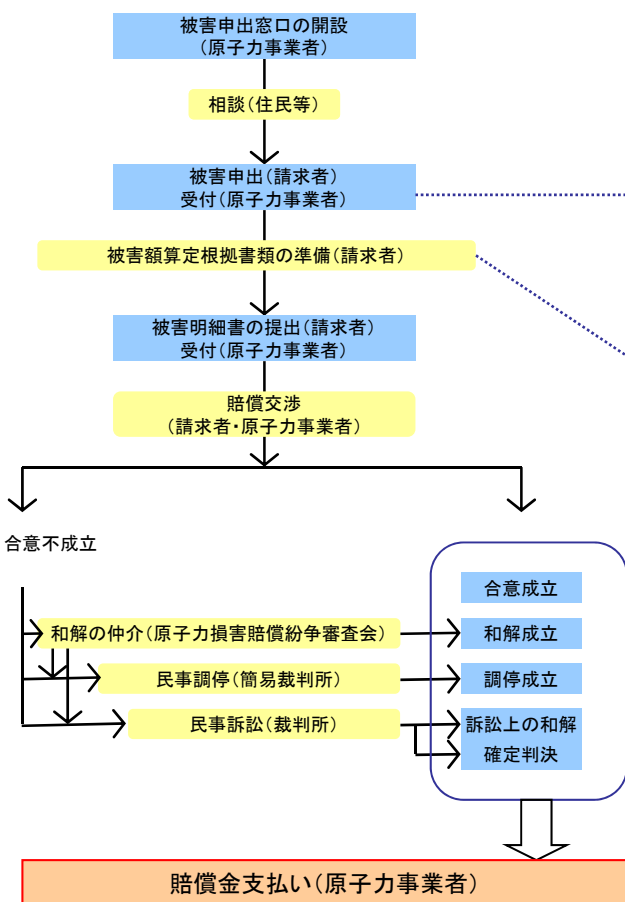 被害申出窓口の開設
(原子力事業者)
相談(住民等)
被害申出(請求者)
受付(原子力事業者)
被害額算定根拠書類の準備(請求者)
被害明細書の提出(請求者)
受付(原子力事業者)
賠償交渉
(請求者・原子力事業者)
合意不成立
合意成立
和解の仲介(原子力損害賠償紛争審査会)
和解成立
民事調停(簡易裁判所)
調停成立
民事訴訟(裁判所)
訴訟上の和解
確定判決
賠償金支払い(原子力事業者)